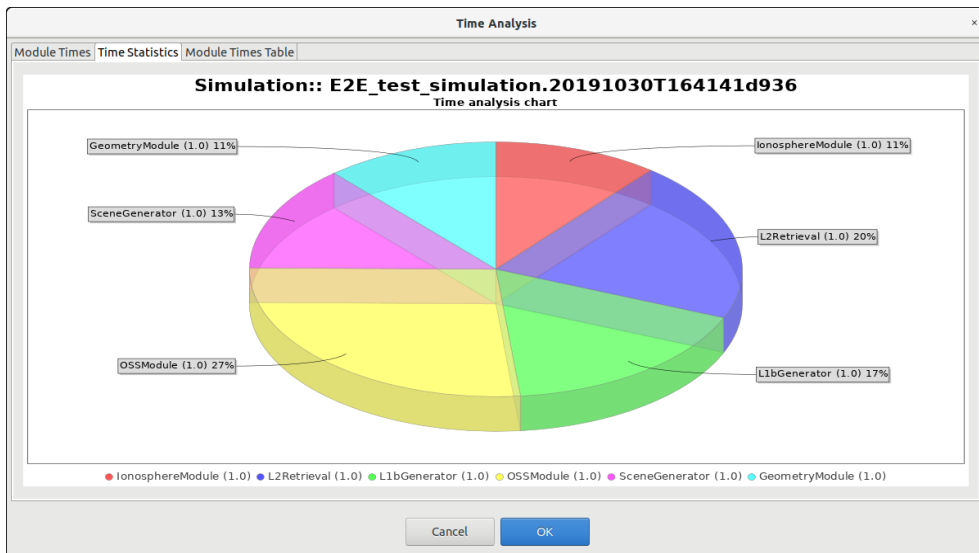 Time Analysis
×
Module Times Time Statistics Module Times Table
Simulation:: E2E_test_simulation.20191030T164141d936
Time analysis chart
GeometryModule (1.0) 11%
IonosphereModule (1.0) 11%
SceneGenerator (1.0) 13%
L2Retrieval (1.0) 20%
OSSModule (1.0) 27%
L1bGenerator (1.0) 17%
IonosphereModule (1.0) L2Retrieval (1.0) L1bGenerator (1.0) OSSModule (1.0) SceneGenerator (1.0) GeometryModule (1.0)
Cancel OK